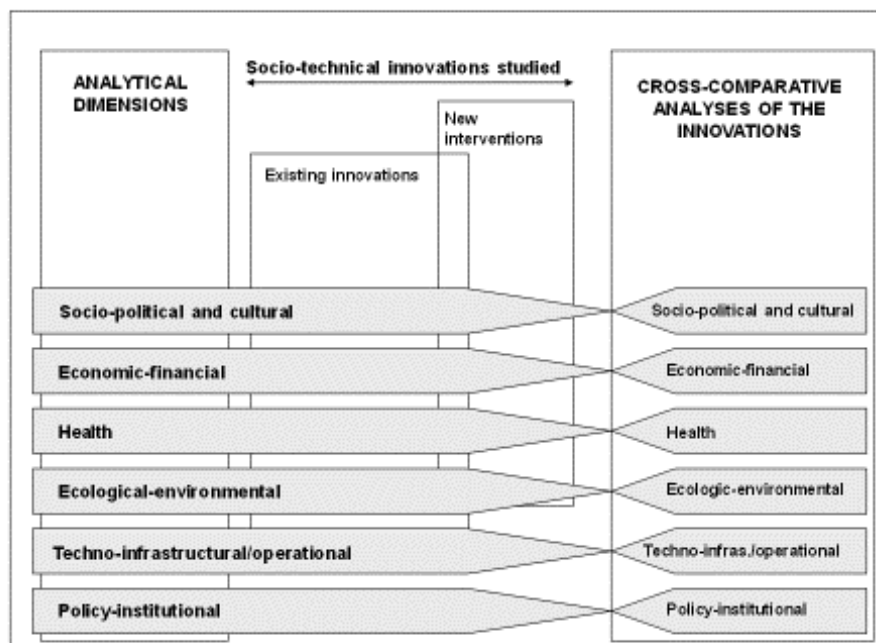 ANALYTICAL
DIMENSIONS
Socio-technical innovations studied
New
interventions
Existing innovations
CROSS-COMPARATIVE
ANALYSES OF THE
INNOVATIONS
Socio-political and cultural
Socio-political and cultural
Economic-financial
Economic-financial
Health
Health
Ecological-environmental
Ecologic-environmental
Techno-infrastructural/operational
Techno-infras./operational
Policy-institutional
Policy-institutional